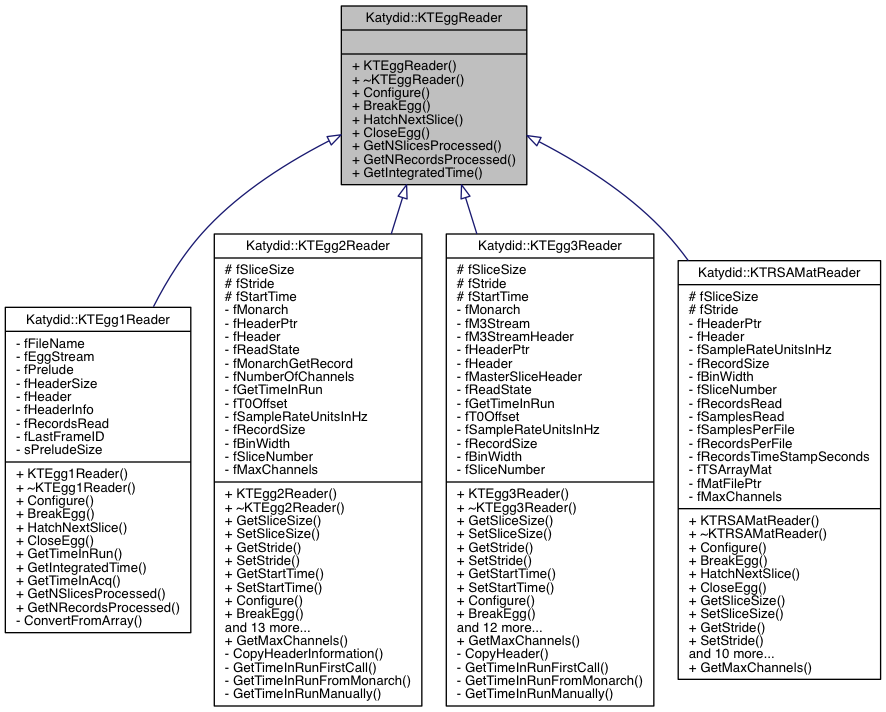 Katydid::KTEggReader
+ KTEggReader()
+ ~KTEggReader()
+ Configure()
+ BreakEgg()
+ HatchNextSlice()
+ CloseEgg()
+ GetNSlicesProcessed()
+ GetNRecordsProcessed()
+ GetIntegratedTime()
Katydid::KTEgg1Reader
- fFileName
- fEggStream
- fPrelude
- fHeaderSize
- fHeader
- fHeaderInfo
- fRecordsRead
- fLastFrameID
- sPreludeSize
+ KTEgg1Reader()
+ ~KTEgg1Reader()
+ Configure()
+ BreakEgg()
+ HatchNextSlice()
+ CloseEgg()
+ GetTimeInRun()
+ GetIntegratedTime()
+ GetTimeInAcq()
+ GetNSlicesProcessed()
+ GetNRecordsProcessed()
- ConvertFromArray()
Katydid::KTEgg2Reader
# fSliceSize
# fStride
# fStartTime
- fMonarch
- fHeaderPtr
- fHeader
- fReadState
- fMonarchGetRecord
- fNumberOfChannels
- fGetTimeInRun
- fT0Offset
- fSampleRateUnitsInHz
- fRecordSize
- fBinWidth
- fSliceNumber
- fMaxChannels
+ KTEgg2Reader()
+ ~KTEgg2Reader()
+ GetSliceSize()
+ SetSliceSize()
+ GetStride()
+ SetStride()
+ GetStartTime()
+ SetStartTime()
+ Configure()
+ BreakEgg()
and 13 more...
+ GetMaxChannels()
- CopyHeaderInformation()
- GetTimeInRunFirstCall()
- GetTimeInRunFromMonarch()
- GetTimeInRunManually()
Katydid::KTEgg3Reader
# fSliceSize
# fStride
# fStartTime
- fMonarch
- fM3Stream
- fM3StreamHeader
- fHeaderPtr
- fHeader
- fMasterSliceHeader
- fReadState
- fGetTimeInRun
- fT0Offset
- fSampleRateUnitsInHz
- fRecordSize
- fBinWidth
- fSliceNumber
+ KTEgg3Reader()
+ ~KTEgg3Reader()
+ GetSliceSize()
+ SetSliceSize()
+ GetStride()
+ SetStride()
+ GetStartTime()
+ SetStartTime()
+ Configure()
+ BreakEgg()
and 12 more...
+ GetMaxChannels()
- CopyHeader()
- GetTimeInRunFirstCall()
- GetTimeInRunFromMonarch()
- GetTimeInRunManually()
Katydid::KTRSAMatReader
# fSliceSize
# fStride
- fHeaderPtr
- fHeader
- fSampleRateUnitsInHz
- fRecordSize
- fBinWidth
- fSliceNumber
- fRecordsRead
- fSamplesRead
- fSamplesPerFile
- fRecordsPerFile
- fRecordsTimeStampSeconds
- fTSArrayMat
- fMatFilePtr
- fMaxChannels
+ KTRSAMatReader()
+ ~KTRSAMatReader()
+ Configure()
+ BreakEgg()
+ HatchNextSlice()
+ CloseEgg()
+ GetSliceSize()
+ SetSliceSize()
+ GetStride()
+ SetStride()
and 10 more...
+ GetMaxChannels()